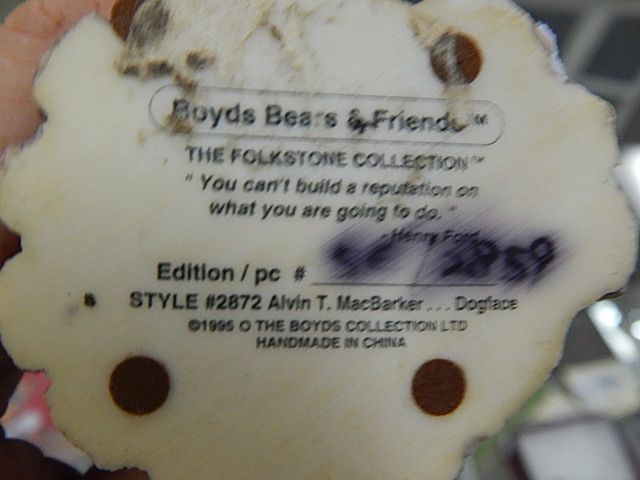 Boyds Bears & Friends™
THE FOLKSTONE COLLECTION™
" You can't build a reputation on
what you are going to do. "
- Henry Ford
Edition / pc #
STYLE #2872 Alvin T. MacBarker . . . Dogface
©1995 © THE BOYDS COLLECTION LTD
HANDMADE IN CHINA